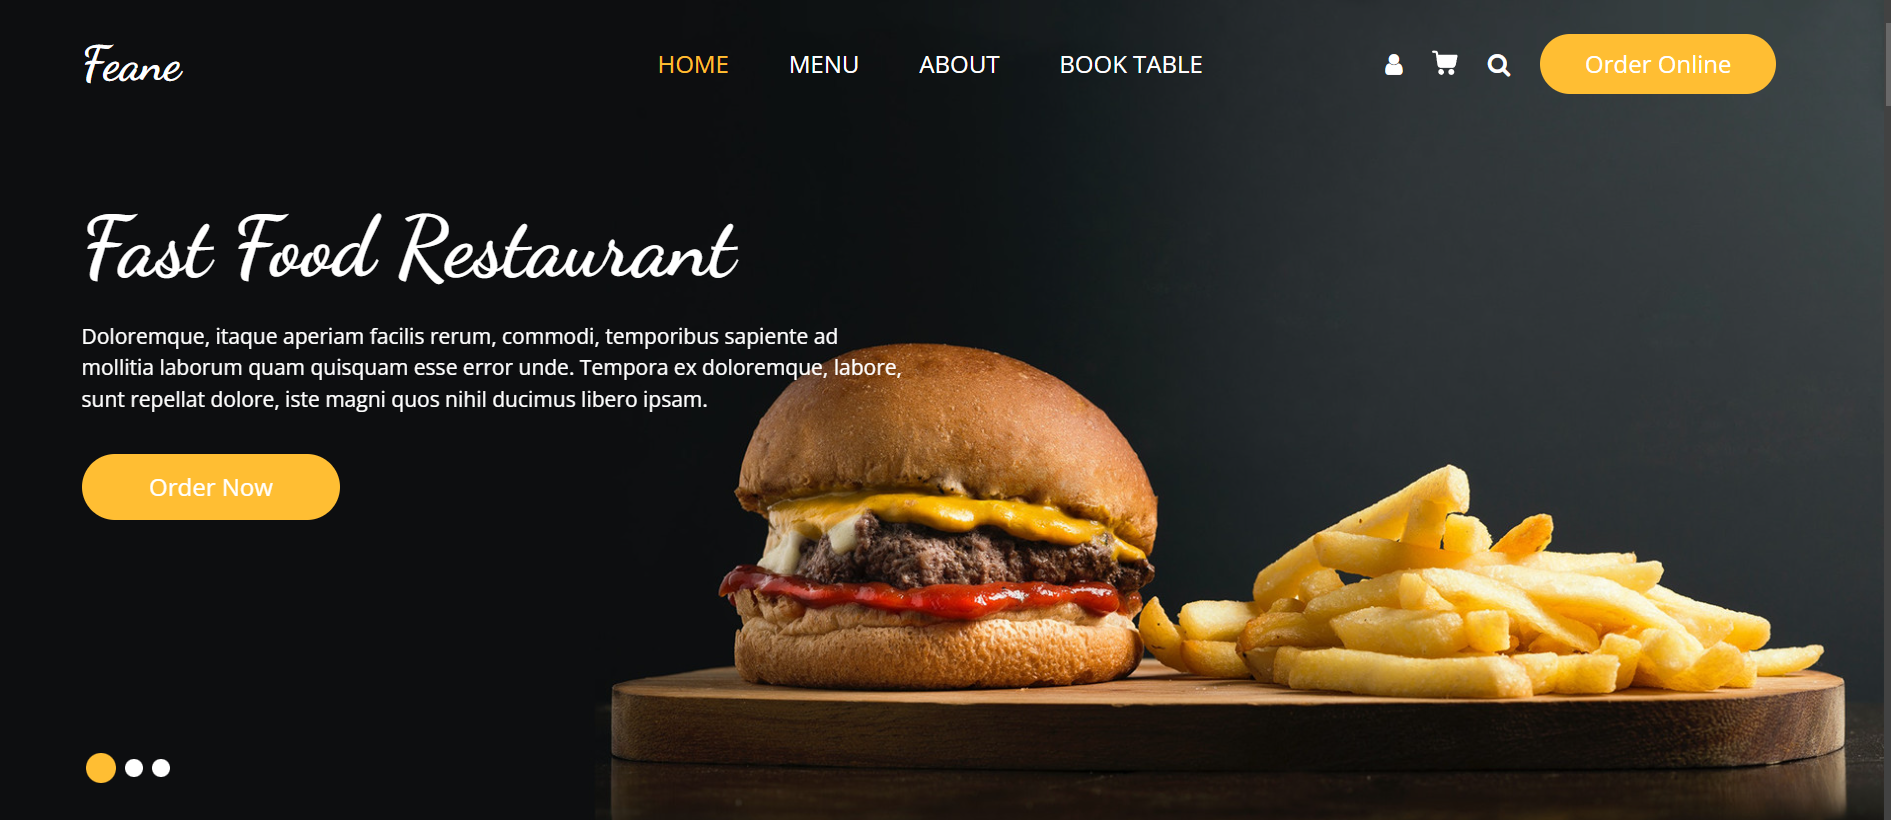 Feane
HOME MENU ABOUT BOOK TABLE
Order Online
Fast Food Restaurant
Doloremque, itaque aperiam facilis rerum, commodi, temporibus sapiente ad
mollitia laborum quam quisquam esse error unde. Tempora ex doloremque, labore,
sunt repellat dolore, iste magni quos nihil ducimus libero ipsam.
Order Now